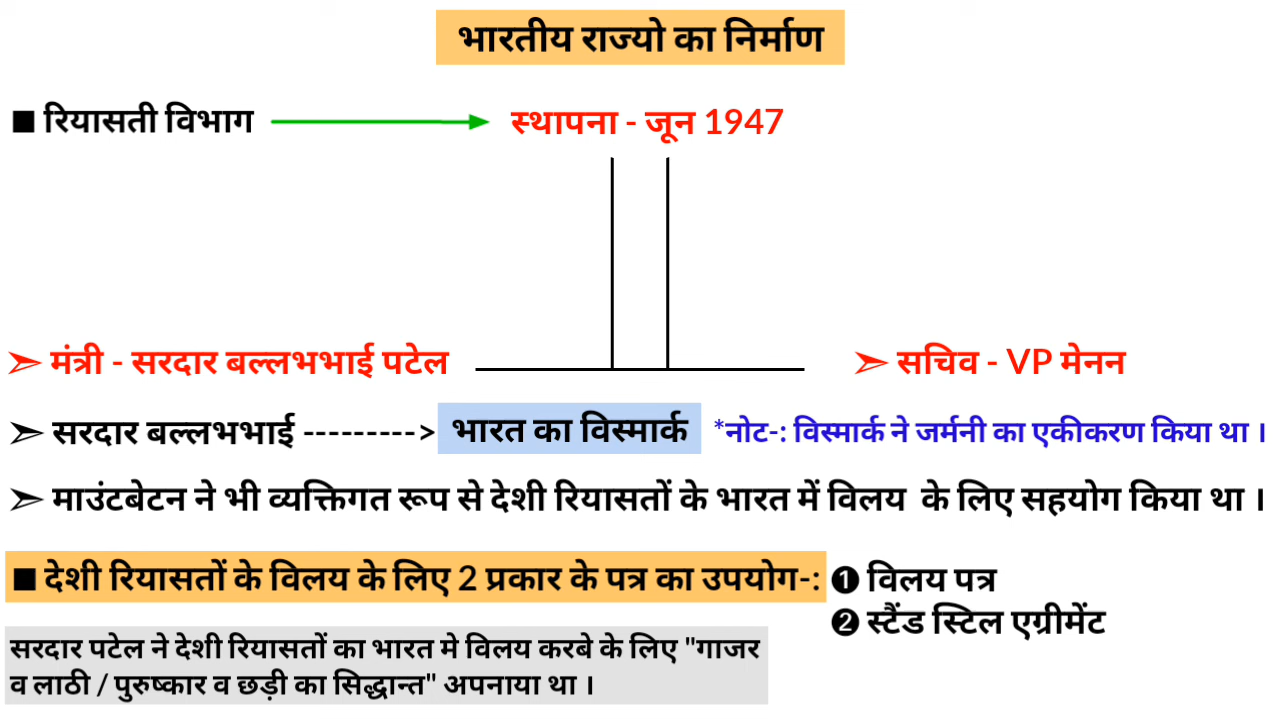 भारतीय राज्यो का निर्माण
■ रियासती विभाग
स्थापना - जून 1947
➣ मंत्री - सरदार बल्लभभाई पटेल
➣ सचिव - VP मेनन
➣ सरदार बल्लभभाई ---------> भारत का विस्मार्क *नोट-: विस्मार्क ने जर्मनी का एकीकरण किया था ।
➣ माउंटबेटन ने भी व्यक्तिगत रूप से देशी रियासतों के भारत में विलय के लिए सहयोग किया था ।
■ देशी रियासतों के विलय के लिए 2 प्रकार के पत्र का उपयोग-: ❶ विलय पत्र
❷ स्टैंड स्टिल एग्रीमेंट
सरदार पटेल ने देशी रियासतों का भारत मे विलय करबे के लिए "गाजर
व लाठी / पुरुष्कार व छड़ी का सिद्धान्त" अपनाया था ।